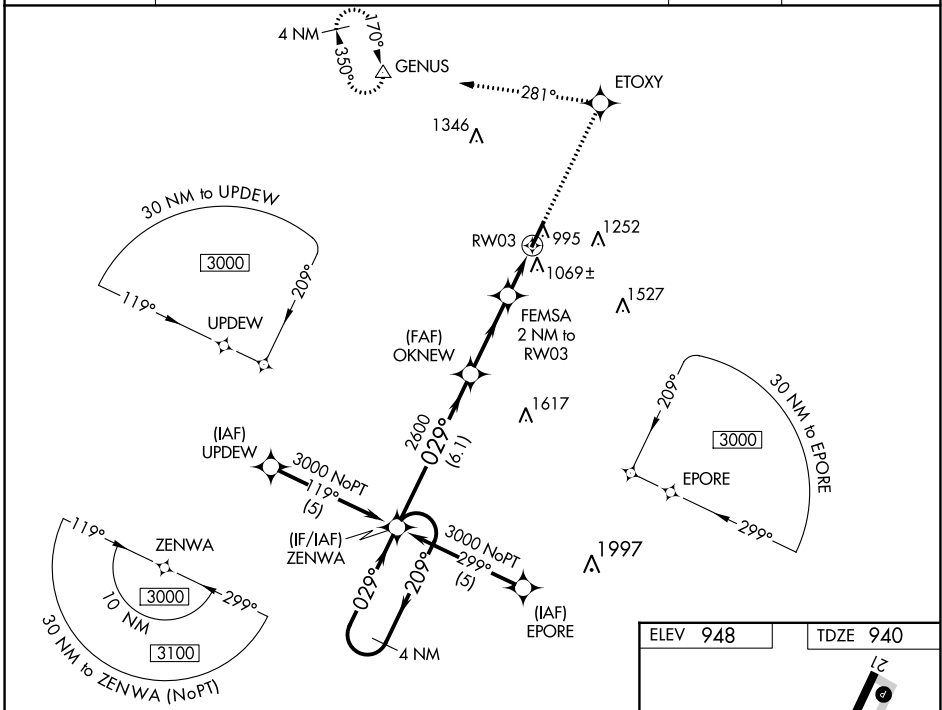 4 NM
170°
350°
GENUS
281°
ETOXY
1346
30 NM to UPDEW
3000
119°
209°
UPDEW
RW03
995
1252
1069±
1527
FEMSA
2 NM to
RW03
(FAF)
OKNEW
1617
30 NM to EPORE
3000
209°
EPORE
299°
2600
029°
(6.1)
(IAF)
UPDEW
3000 NoPT
119°
(5)
(IF/IAF)
ZENWA
3000 NoPT
299°
(5)
(IAF)
EPORE
1997
029°
209°
4 NM
119°
ZENWA
3000
10 NM
299°
3100
30 NM to ZENWA (NoPT)
ELEV 948
TDZE 940
21
P